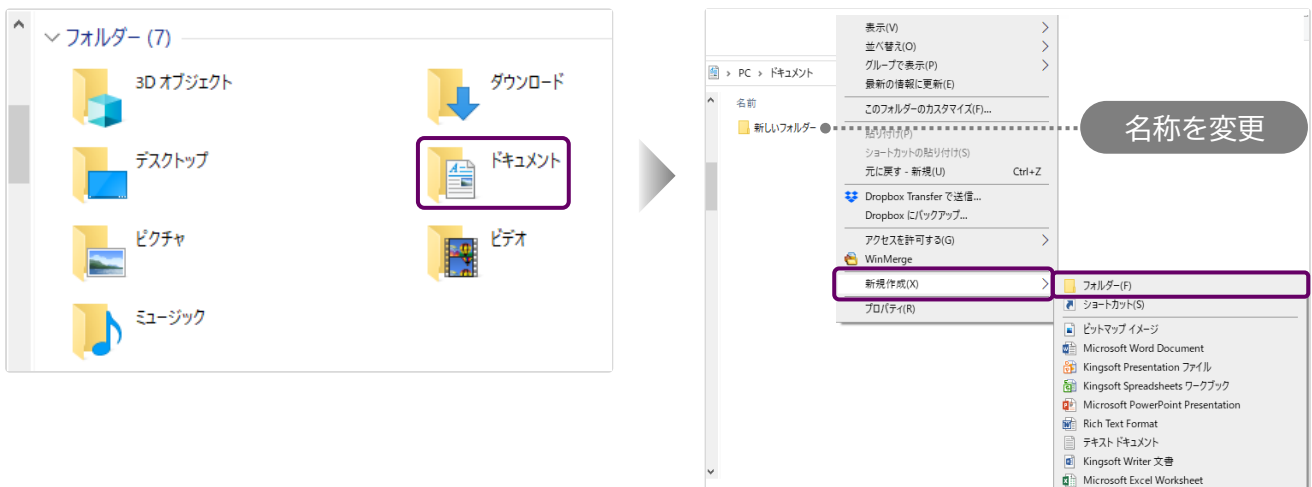 フォルダー (7)
3D オブジェクト
ダウンロード
デスクトップ
ドキュメント
ピクチャ
ビデオ
ミュージック
PC › ドキュメント
名前
新しいフォルダー
名称を変更
表示(V)
並べ替え(O)
グループで表示(P)
最新の情報に更新(E)
このフォルダーのカスタマイズ(F)...
貼り付け(P)
ショートカットの貼り付け(S)
元に戻す - 新規(U) Ctrl+Z
Dropbox Transfer で送信...
Dropbox にバックアップ...
アクセスを許可する(G)
WinMerge
新規作成(X)
プロパティ(R)
フォルダー(F)
ショートカット(S)
ビットマップ イメージ
Microsoft Word Document
Kingsoft Presentation ファイル
Kingsoft Spreadsheets ワークブック
Microsoft PowerPoint Presentation
Rich Text Format
テキスト ドキュメント
Kingsoft Writer 文書
Microsoft Excel Worksheet